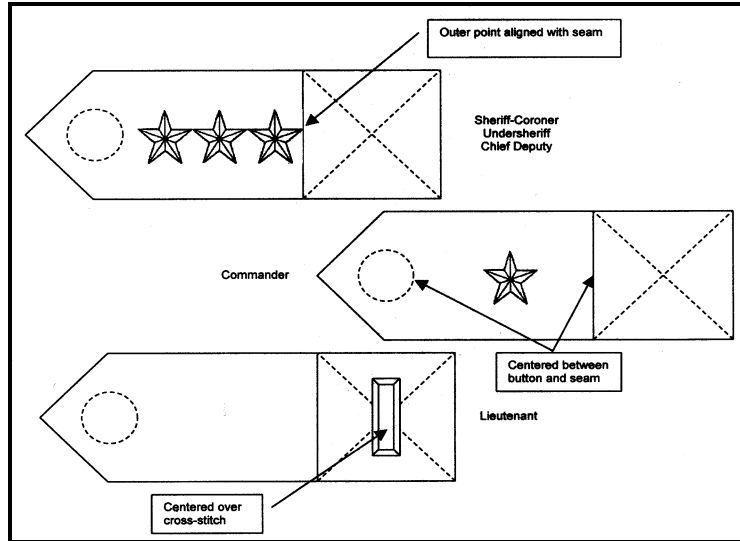 Outer point aligned with seam
Sheriff-Coroner
Undersheriff
Chief Deputy
Commander
Centered between
button and seam
Lieutenant
Centered over
cross-stitch